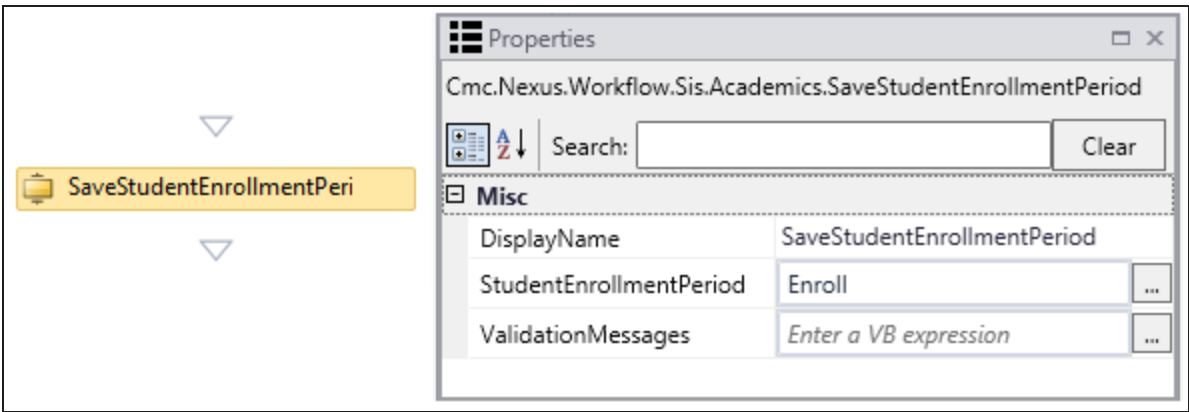 SaveStudentEnrollmentPeri
Properties
Cmc.Nexus.Workflow.Sis.Academics.SaveStudentEnrollmentPeriod
A Z Search: Clear
Misc
DisplayName SaveStudentEnrollmentPeriod
StudentEnrollmentPeriod Enroll ...
ValidationMessages Enter a VB expression ...